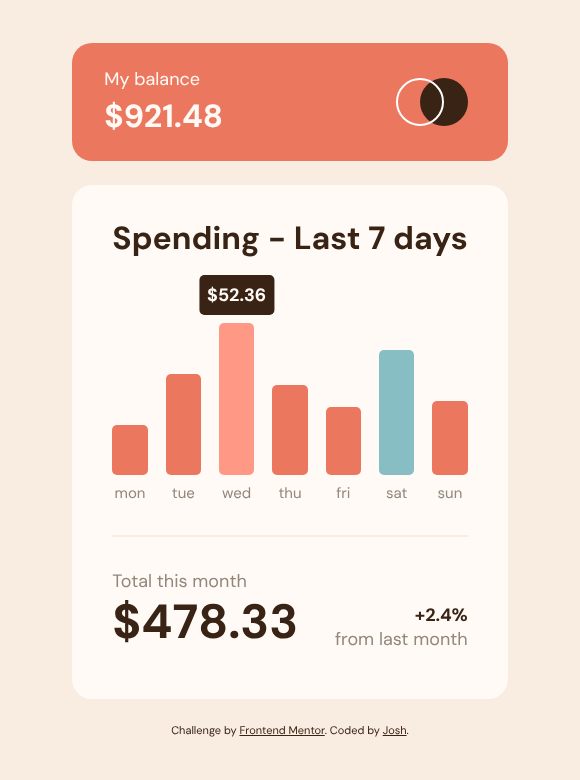 My balance
$921.48
Spending - Last 7 days
$52.36
mon tue wed thu fri sat sun
Total this month
$478.33
+2.4%
from last month
Challenge by Frontend Mentor. Coded by Josh.